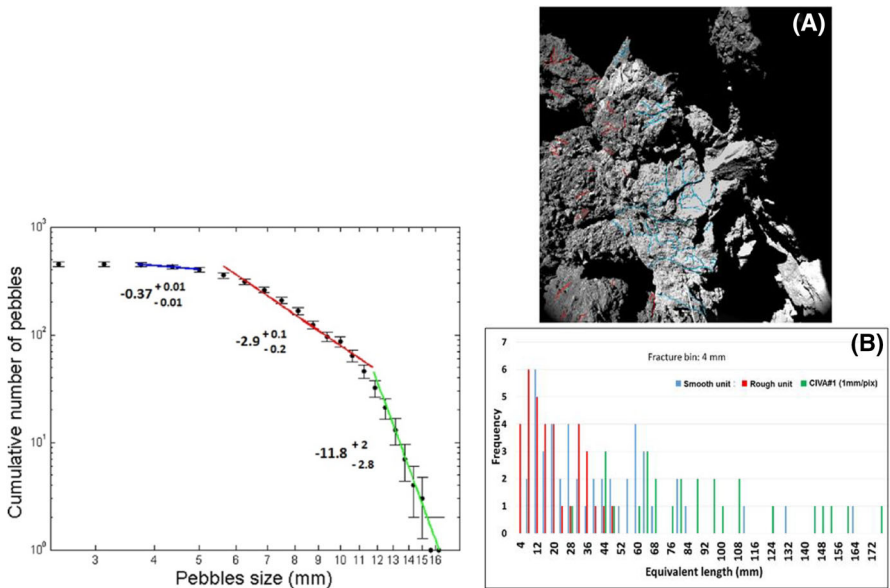 (A)
10³
10²
10¹
10⁰
Cumulative number of pebbles
-0.37 + 0.01 - 0.01
-2.9 + 0.1 - 0.2
-11.8 + 2 - 2.8
3 4 5 6 7 8 9 10 11 12 13 14 15 16
Pebbles size (mm)
(B)
Fracture bin: 4 mm
Smooth unit : Rough unit CIVA#1 (1mm/pix)
Frequency
7
6
5
4
3
2
1
0
4 12 20 28 36 44 52 60 68 76 84 92 100 108 116 124 132 140 148 156 164 172
Equivalent length (mm)